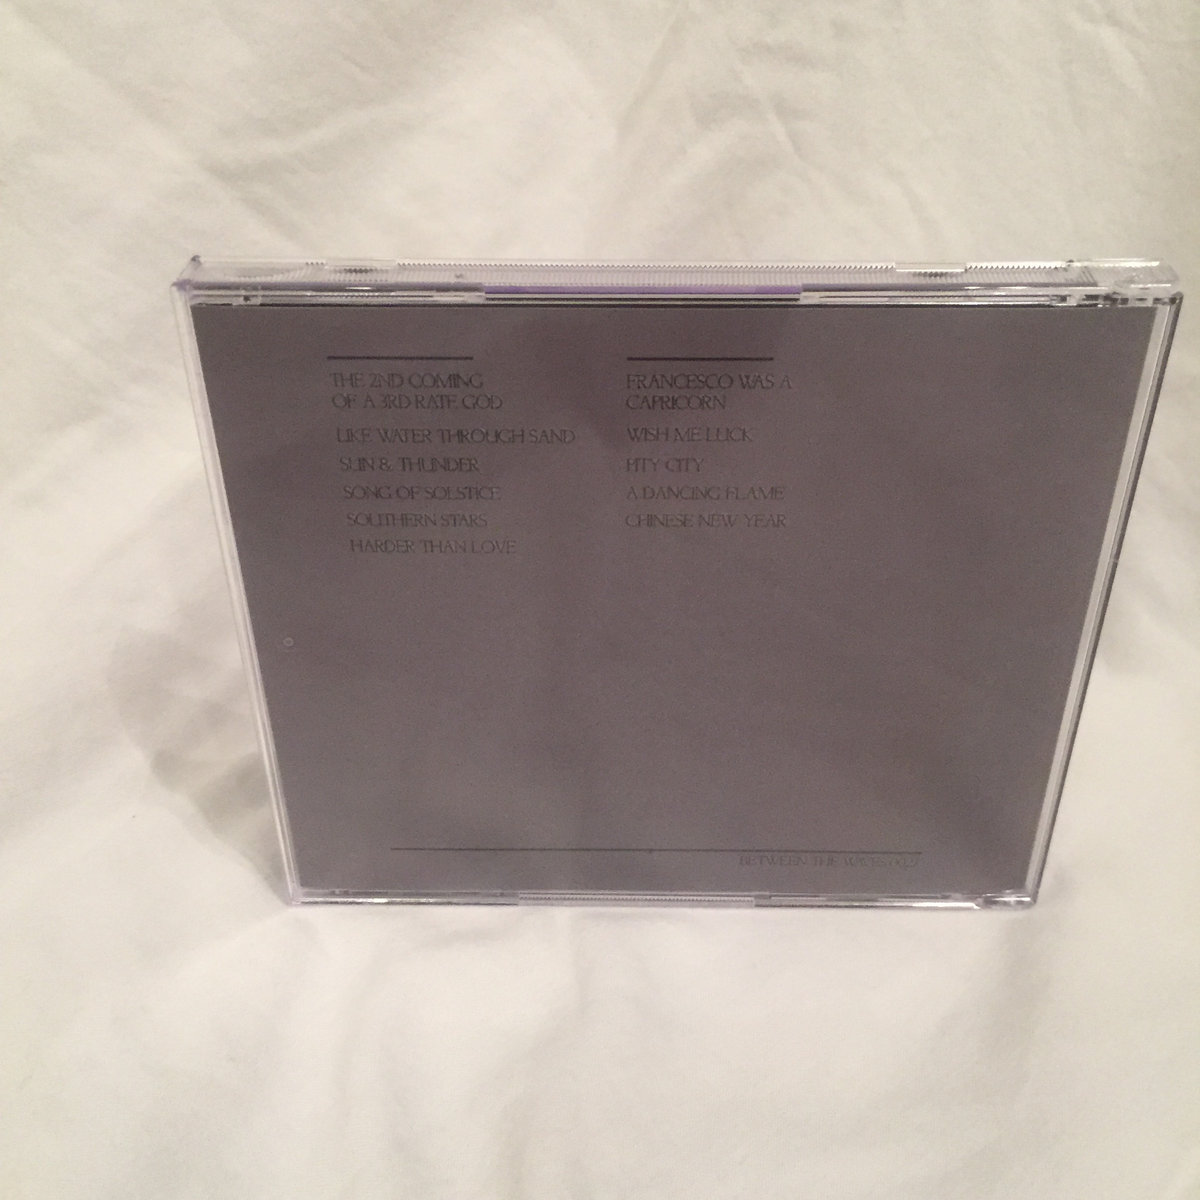 THE 2ND COMING
OF A 3RD RATE GOD
LIKE WATER THROUGH SAND
SUN & THUNDER
SONG OF SOLSTICE
SOUTHERN STARS
HARDER THAN LOVE
FRANCESCO WAS A
CAPRICORN
WISH ME LUCK
PITY CITY
A DANCING FLAME
CHINESE NEW YEAR
BETWEEN THE WAVES